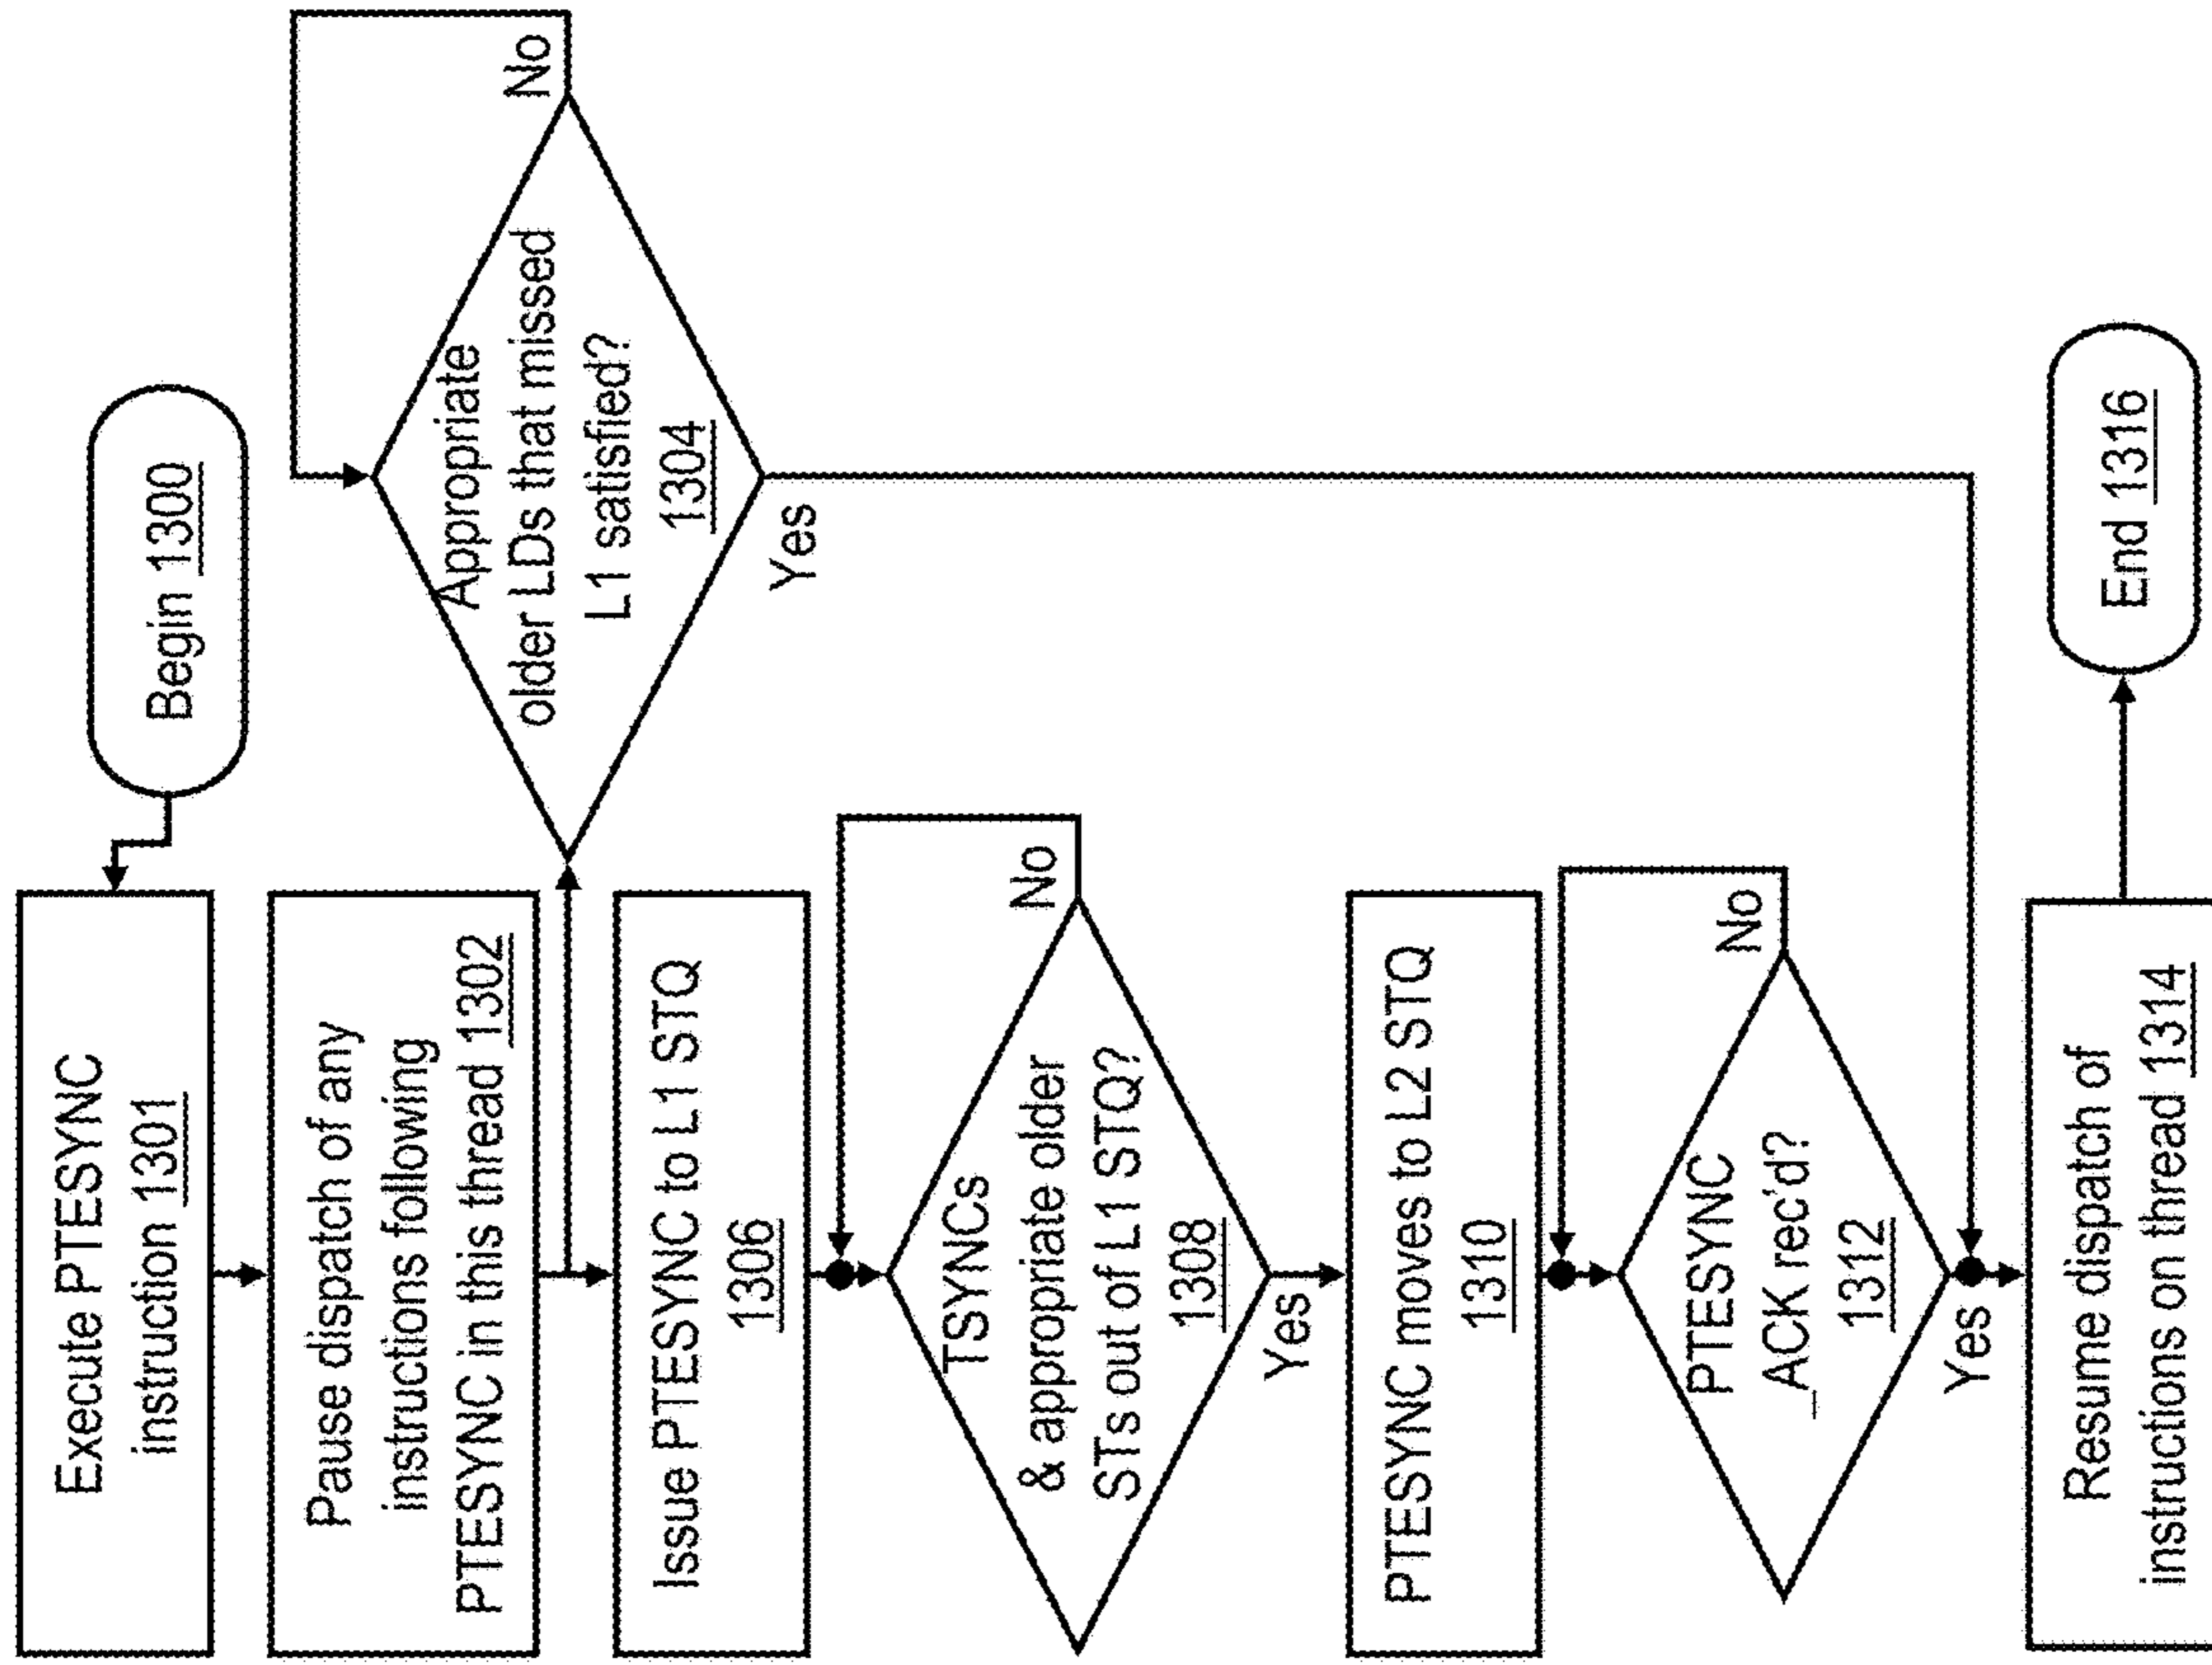 Begin 1300
Execute PTESYNC
instruction 1301
Pause dispatch of any
instructions following
PTESYNC in this thread 1302
Appropriate
older LDs that missed
L1 satisfied?
1304
No
Yes
Issue PTESYNC to L1 STQ
1306
TSYNCs
& appropriate older
STs out of L1 STQ?
1308
No
Yes
PTESYNC moves to L2 STQ
1310
PTESYNC
_ACK rec'd?
1312
No
Yes
Resume dispatch of
instructions on thread 1314
End 1316